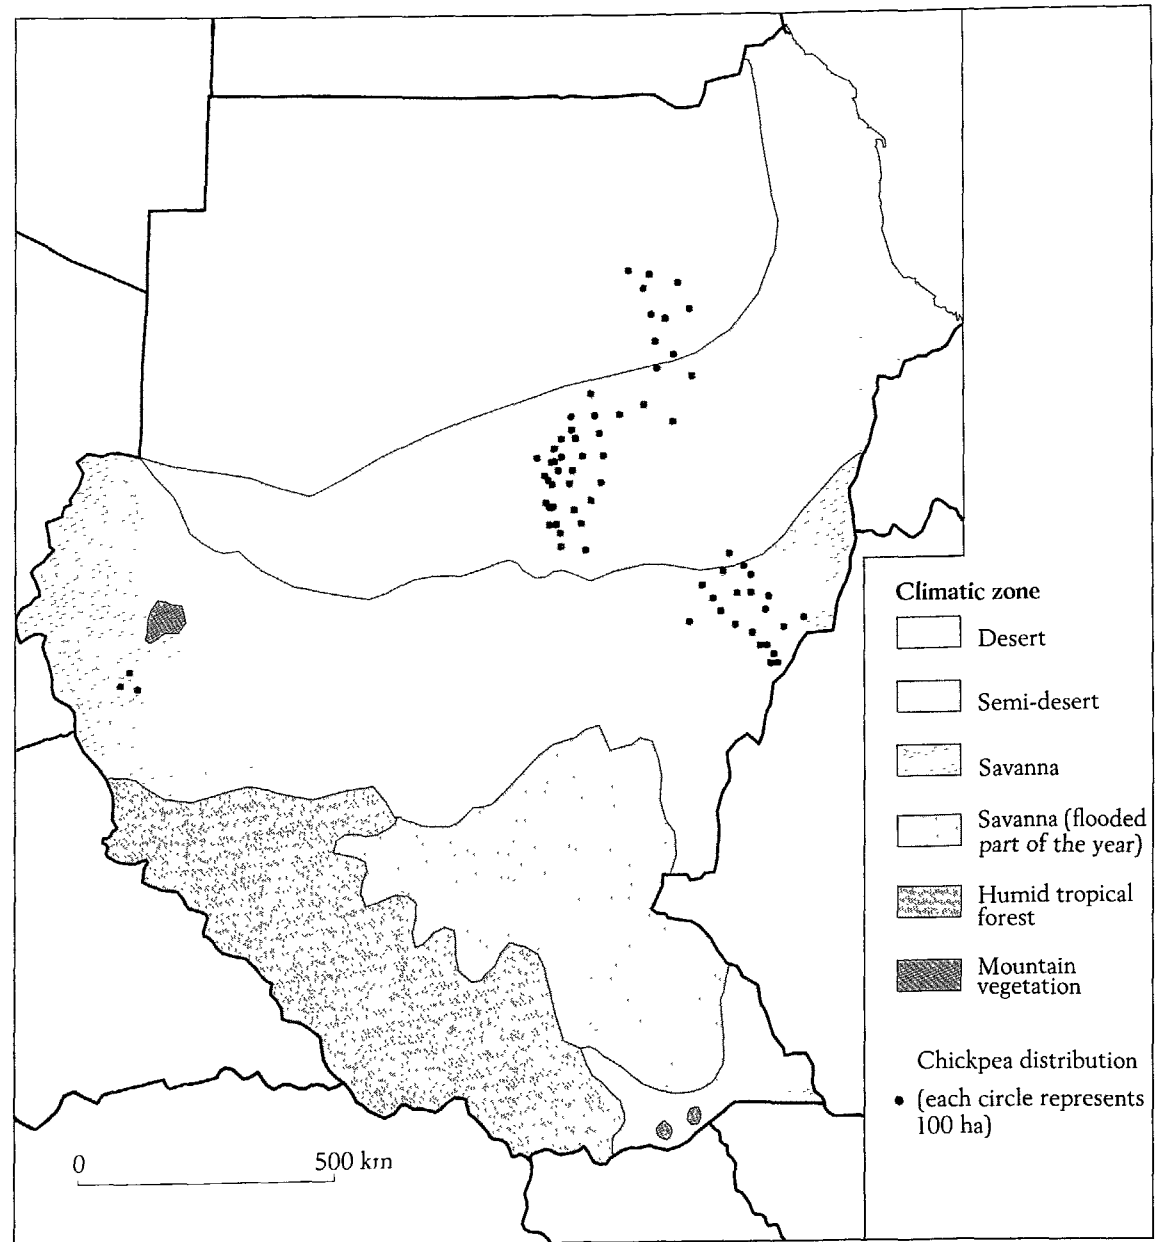 Climatic zone
Desert
Semi-desert
Savanna
Savanna (flooded
part of the year)
Humid tropical
forest
Mountain
vegetation
Chickpea distribution
(each circle represents
100 ha)
0 500 km